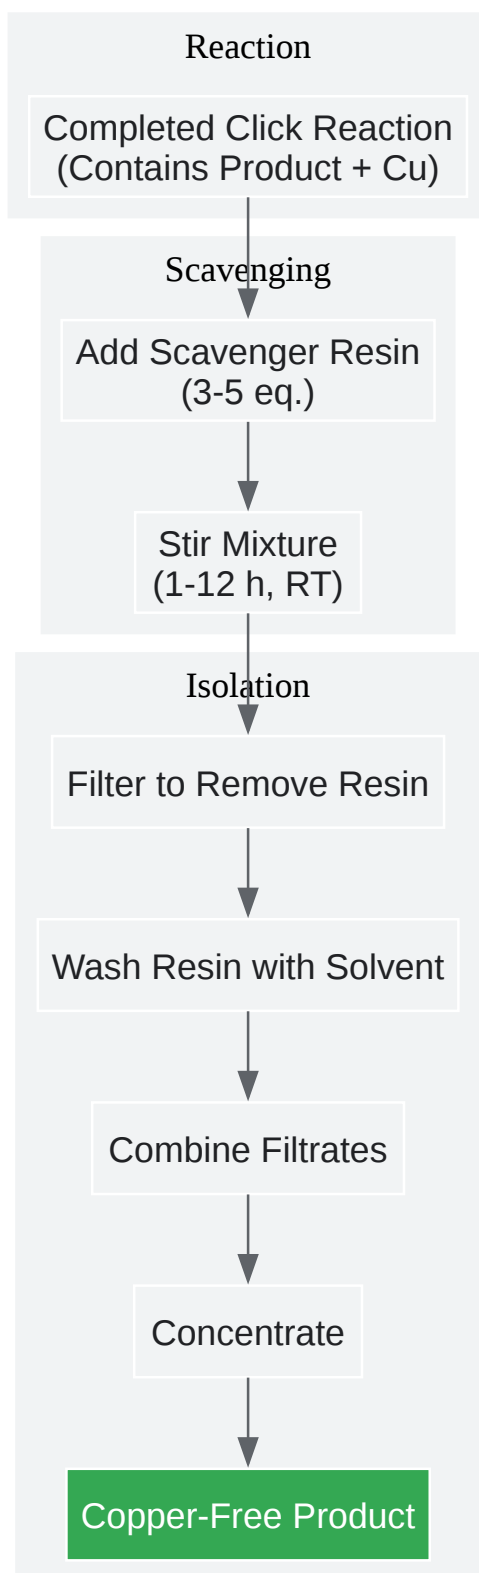 Reaction
Completed Click Reaction
(Contains Product + Cu)
Scavenging
Add Scavenger Resin
(3-5 eq.)
Stir Mixture
(1-12 h, RT)
Isolation
Filter to Remove Resin
Wash Resin with Solvent
Combine Filtrates
Concentrate
Copper-Free Product